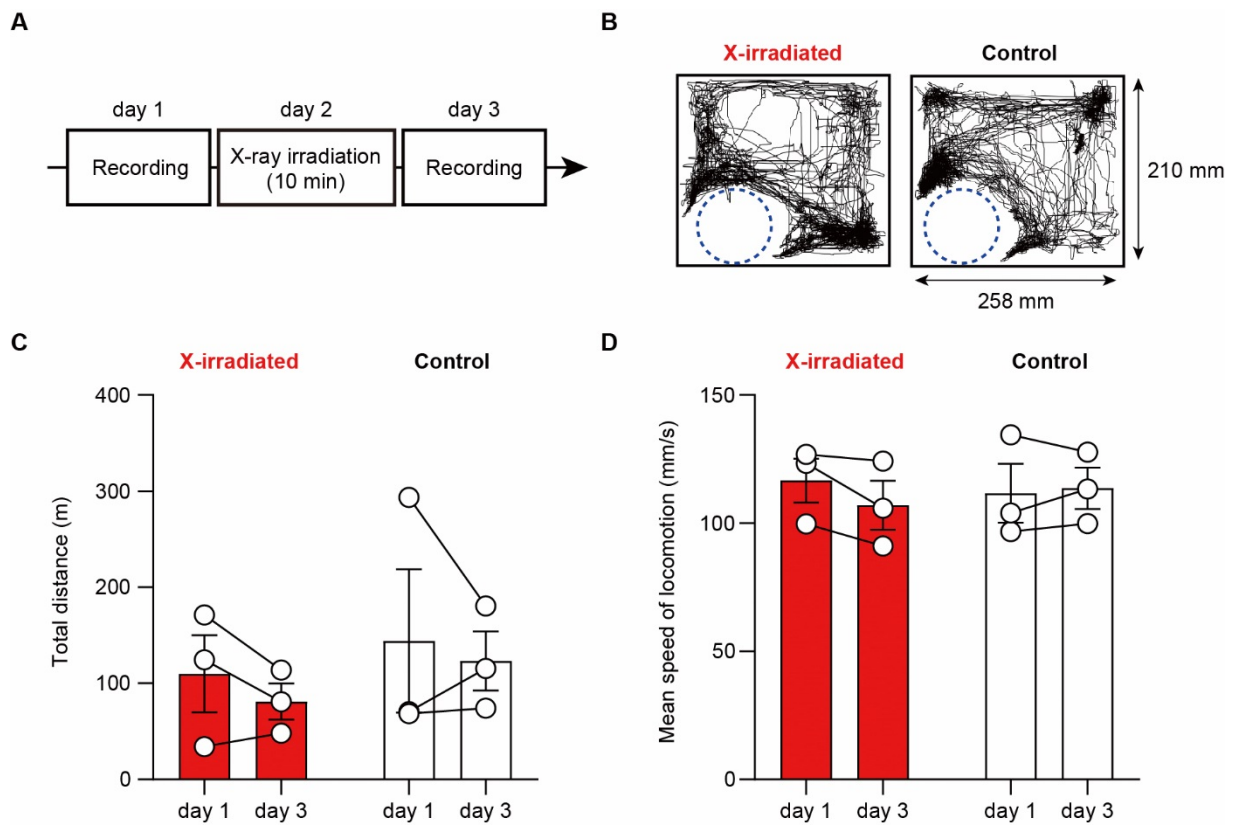 A
day 1
day 2
day 3
Recording
X-ray irradiation
(10 min)
Recording
B
X-irradiated
Control
210 mm
258 mm
C
X-irradiated
Control
Total distance (m)
400
300
200
100
0
day 1
day 3
day 1
day 3
D
X-irradiated
Control
Mean speed of locomotion (mm/s)
150
100
50
0
day 1
day 3
day 1
day 3